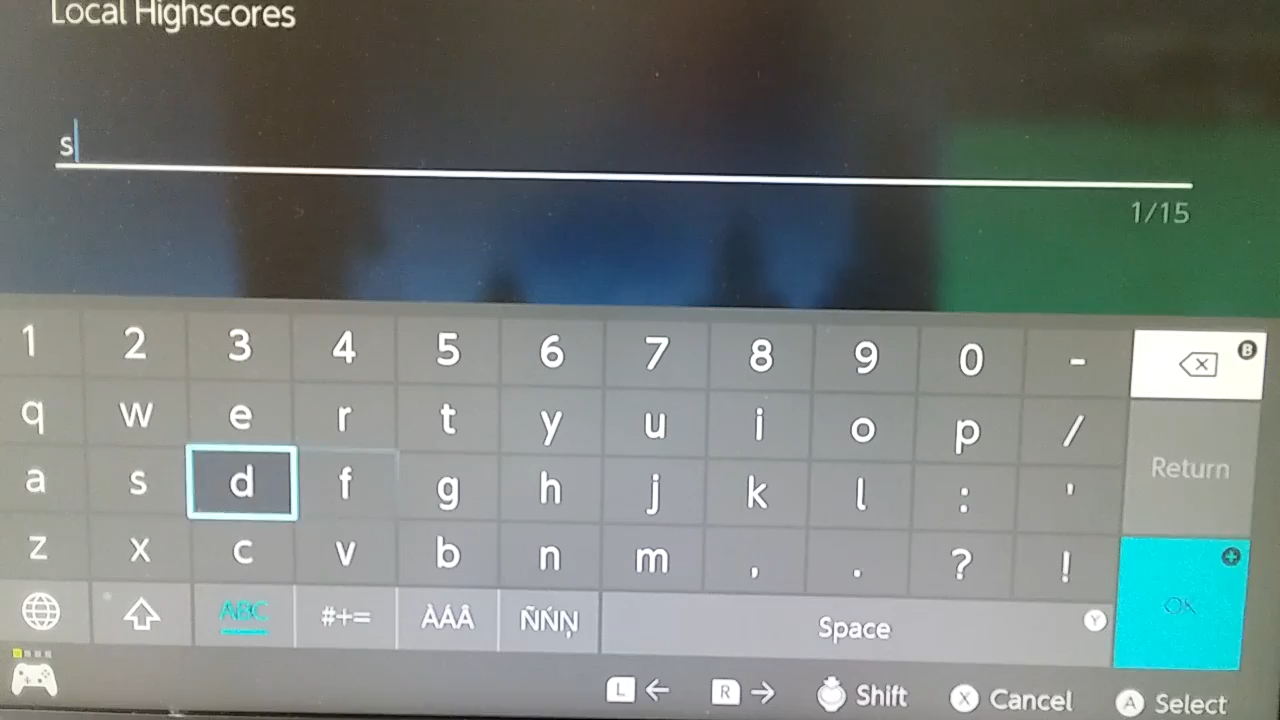 Local Highscores
s
1/15
1 2 3 4 5 6 7 8 9 0 - B
q w e r t y u i o p /
a s d f g h j k l : ' Return
z x c v b n m , . ? ! +
ABC #+= ÀÁÂ ÑŃŅ Space Y OK
L ← R → Shift X Cancel A Select